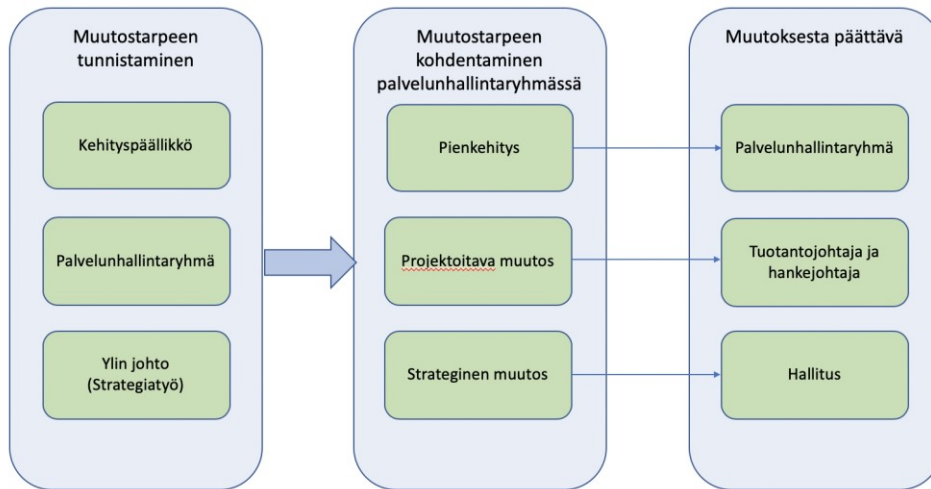 Muutostarpeen
tunnistaminen
Kehityspäällikkö
Palvelunhallintaryhmä
Ylin johto
(Strategiatyö)
Muutostarpeen
kohdentaminen
palvelunhallintaryhmässä
Pienkehitys
Projektoitava muutos
Strateginen muutos
Muutoksesta päättävä
Palvelunhallintaryhmä
Tuotantojohtaja ja
hankejohtaja
Hallitus